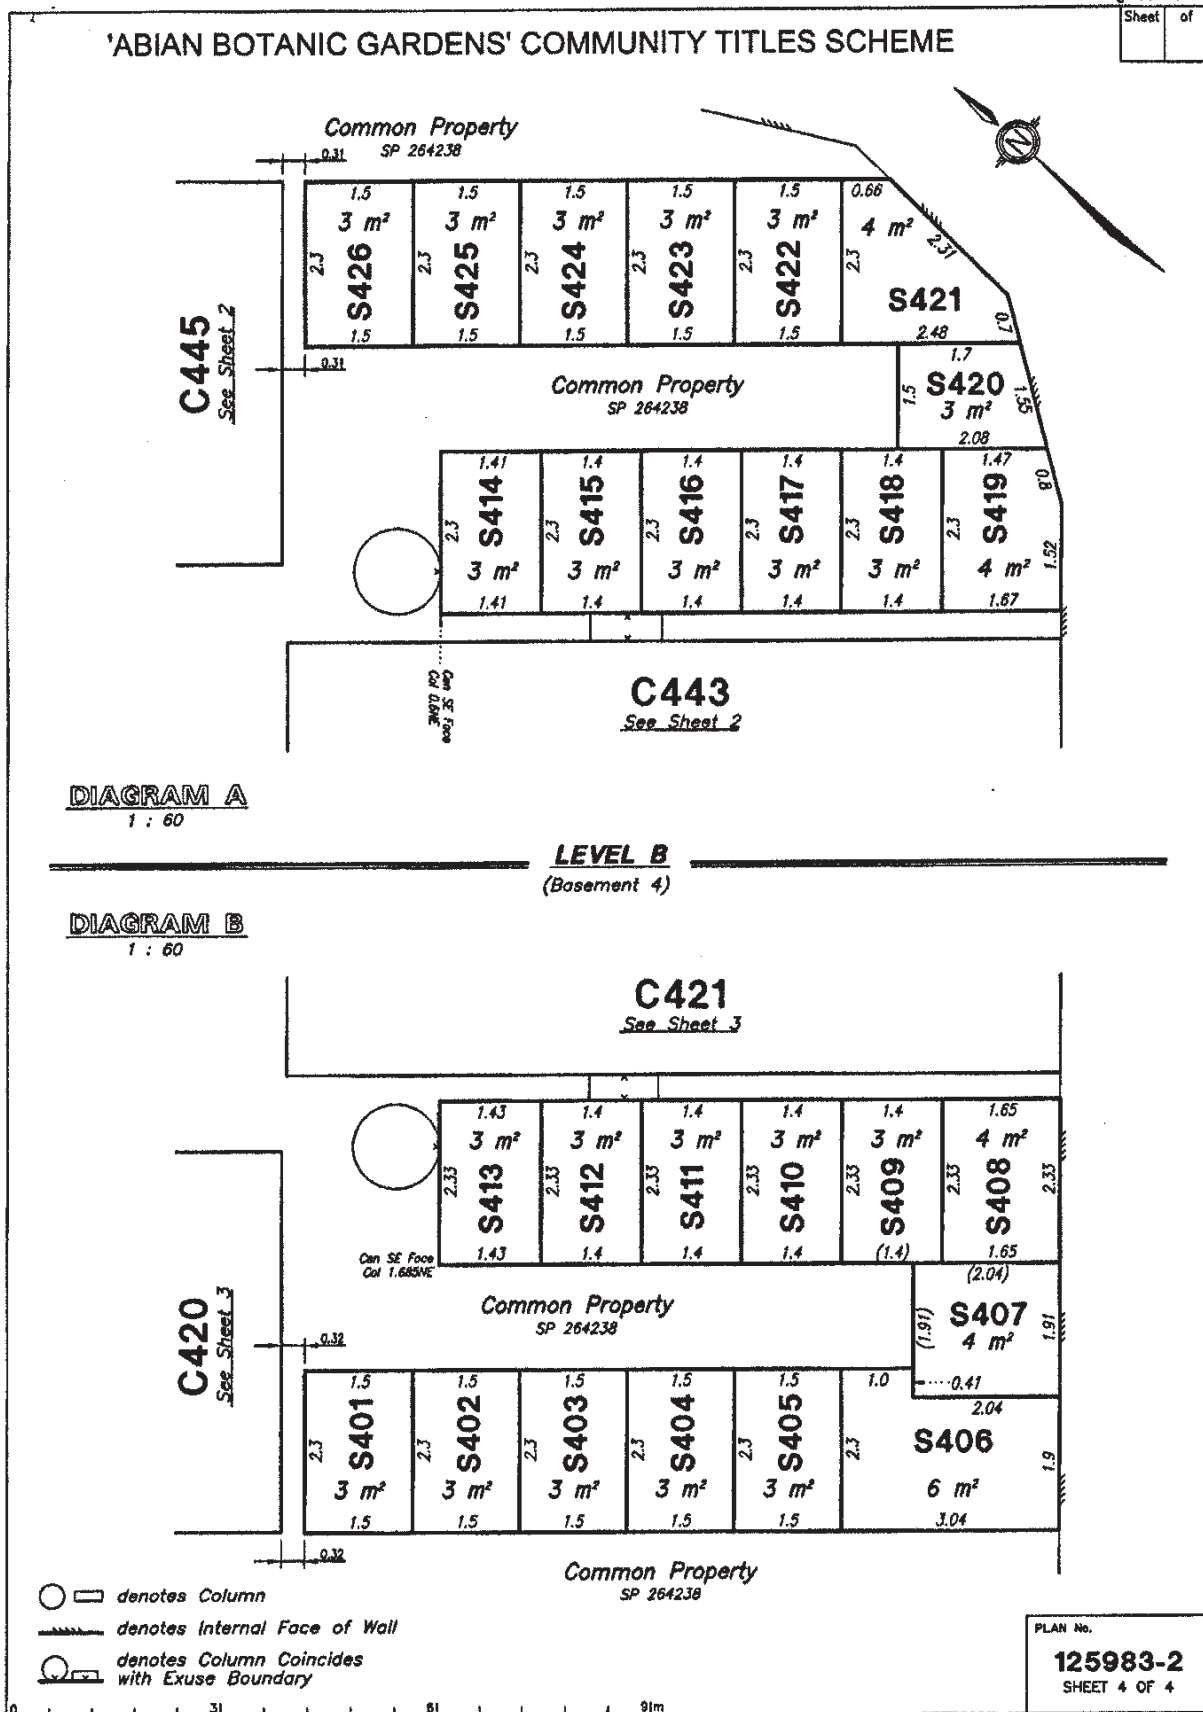 Sheet of
'ABIAN BOTANIC GARDENS' COMMUNITY TITLES SCHEME
Common Property
SP 264238
0.31
N
1.5 1.5 1.5 1.5 1.5 0.66
3 m² 3 m² 3 m² 3 m² 3 m² 4 m²
2.31
2.3 2.3 2.3 2.3 2.3 2.3
S426 S425 S424 S423 S422 S421
0.7
1.5 1.5 1.5 1.5 1.5 2.48
C445
See Sheet 2
0.31
Common Property
SP 264238
1.7
1.5 S420 1.55
3 m²
2.08
1.41 1.4 1.4 1.4 1.4 1.47
0.8
S414 S415 S416 S417 S418 S419
2.3 2.3 2.3 2.3 2.3 2.3
1.52
3 m² 3 m² 3 m² 3 m² 3 m² 4 m²
1.41 1.4 1.4 1.4 1.4 1.67
Cen SE Face
Col 0.6NE
C443
See Sheet 2
DIAGRAM A
1 : 60
LEVEL B
(Basement 4)
DIAGRAM B
1 : 60
C421
See Sheet 3
1.43 1.4 1.4 1.4 1.4 1.65
3 m² 3 m² 3 m² 3 m² 3 m² 4 m²
2.33 2.33 2.33 2.33 2.33 2.33 2.33
S413 S412 S411 S410 S409 S408
1.43 1.4 1.4 1.4 (1.4) 1.65
Cen SE Face
Col 1.685NE
(2.04)
C420
See Sheet 3
Common Property
SP 264238
(1.91) S407 1.91
4 m²
0.32
1.5 1.5 1.5 1.5 1.5 1.0 0.41
2.04
S401 S402 S403 S404 S405 S406
2.3 2.3 2.3 2.3 2.3 2.3 1.9
3 m² 3 m² 3 m² 3 m² 3 m² 6 m²
1.5 1.5 1.5 1.5 1.5 3.04
0.32
Common Property
SP 264238
denotes Column
denotes Internal Face of Wall
denotes Column Coincides
with Exuse Boundary
PLAN No.
125983-2
SHEET 4 OF 4
0 31 61 91m